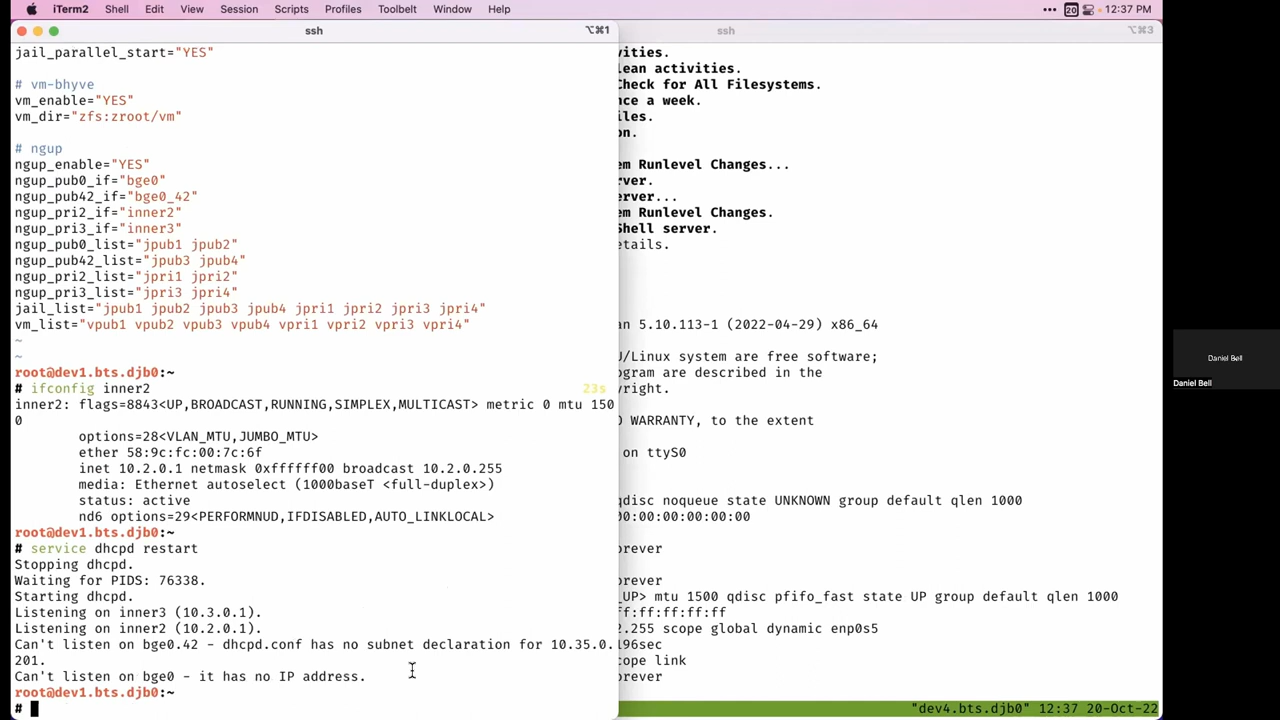 iTerm2 Shell Edit View Session Scripts Profiles Toolbelt Window Help ••• 20 12:37 PM
ssh ⌥⌘1
jail_parallel_start="YES"
# vm-bhyve
vm_enable="YES"
vm_dir="zfs:zroot/vm"
# ngup
ngup_enable="YES"
ngup_pub0_if="bge0"
ngup_pub42_if="bge0_42"
ngup_pri2_if="inner2"
ngup_pri3_if="inner3"
ngup_pub0_list="jpub1 jpub2"
ngup_pub42_list="jpub3 jpub4"
ngup_pri2_list="jpri1 jpri2"
ngup_pri3_list="jpri3 jpri4"
jail_list="jpub1 jpub2 jpub3 jpub4 jpri1 jpri2 jpri3 jpri4"
vm_list="vpub1 vpub2 vpub3 vpub4 vpri1 vpri2 vpri3 vpri4"
~
~
root@dev1.bts.djb0:~
# ifconfig inner2 23s
inner2: flags=8843<UP,BROADCAST,RUNNING,SIMPLEX,MULTICAST> metric 0 mtu 150
0
options=28<VLAN_MTU,JUMBO_MTU>
ether 58:9c:fc:00:7c:6f
inet 10.2.0.1 netmask 0xffffff00 broadcast 10.2.0.255
media: Ethernet autoselect (1000baseT <full-duplex>)
status: active
nd6 options=29<PERFORMNUD,IFDISABLED,AUTO_LINKLOCAL>
root@dev1.bts.djb0:~
# service dhcpd restart
Stopping dhcpd.
Waiting for PIDS: 76338.
Starting dhcpd.
Listening on inner3 (10.3.0.1).
Listening on inner2 (10.2.0.1).
Can't listen on bge0.42 - dhcpd.conf has no subnet declaration for 10.35.0.
201.
Can't listen on bge0 - it has no IP address.
root@dev1.bts.djb0:~
#
ssh ⌥⌘3
vities.
lean activities.
Check for All Filesystems.
nce a week.
iles.
on.
em Runlevel Changes...
rver.
erver...
em Runlevel Changes.
Shell server.
etails.
an 5.10.113-1 (2022-04-29) x86_64
U/Linux system are free software;
ogram are described in the
yright.
O WARRANTY, to the extent
on ttyS0
qdisc noqueue state UNKNOWN group default qlen 1000
00:00:00:00:00
orever
orever
_UP> mtu 1500 qdisc pfifo_fast state UP group default qlen 1000
ff:ff:ff:ff:ff
2.255 scope global dynamic enp0s5
196sec
cope link
orever
"dev4.bts.djb0" 12:37 20-Oct-22
Daniel Bell
Daniel Bell